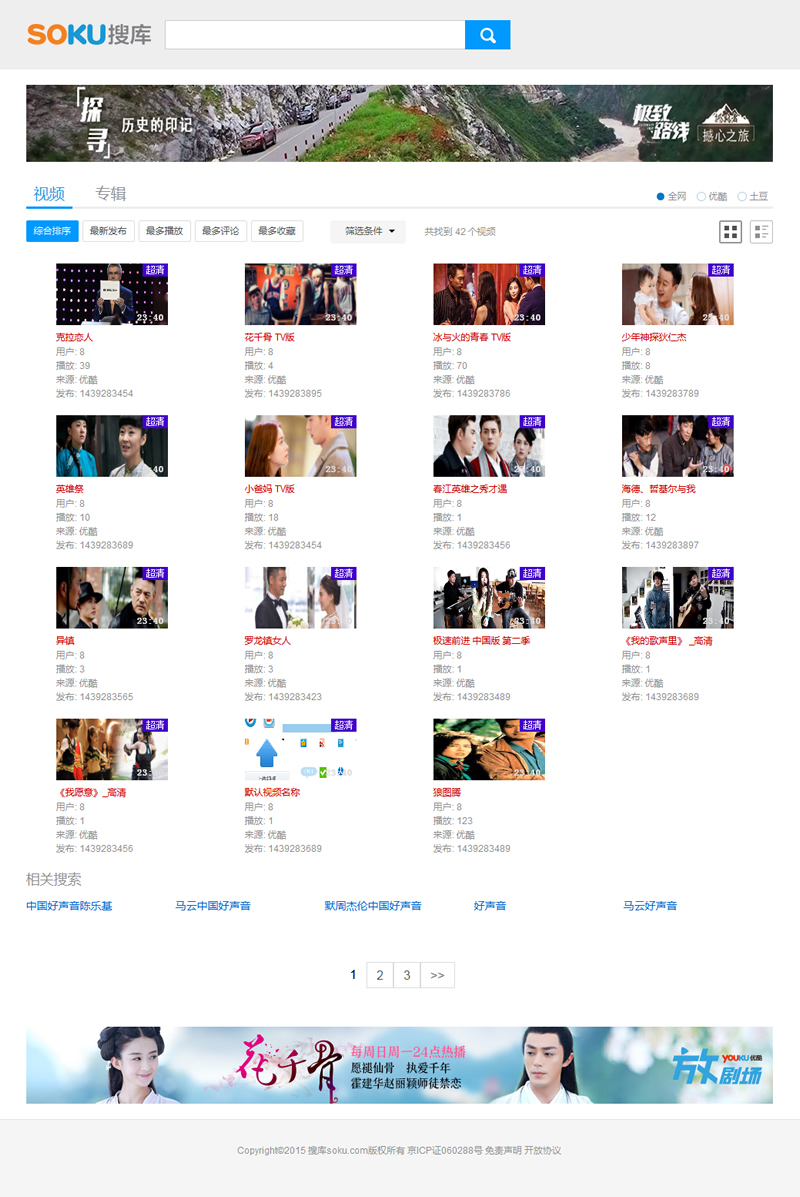 SOKU搜库
「探寻」
历史的印记
极致路线
撼心之旅
视频 专辑 全网 优酷 土豆
综合排序 最新发布 最多播放 最多评论 最多收藏 筛选条件 共找到 42 个视频
超清 超清 超清 超清
23:40 23:40 23:40 23:40
克拉恋人 花千骨 TV版 冰与火的青春 TV版 少年神探狄仁杰
用户: 8 用户: 8 用户: 8 用户: 8
播放: 39 播放: 4 播放: 70 播放: 8
来源: 优酷 来源: 优酷 来源: 优酷 来源: 优酷
发布: 1439283454 发布: 1439283895 发布: 1439283786 发布: 1439283789
超清 超清 超清 超清
23:40 23:40 23:40 23:40
英雄祭 小爸妈 TV版 春江英雄之秀才遇 海德、哲基尔与我
用户: 8 用户: 8 用户: 8 用户: 8
播放: 10 播放: 18 播放: 1 播放: 12
来源: 优酷 来源: 优酷 来源: 优酷 来源: 优酷
发布: 1439283689 发布: 1439283454 发布: 1439283456 发布: 1439283897
超清 超清 超清 超清
23:40 23:40 23:40 23:40
异镇 罗龙镇女人 极速前进 中国版 第二季 《我的歌声里》 _高清
用户: 8 用户: 8 用户: 8 用户: 8
播放: 3 播放: 3 播放: 1 播放: 1
来源: 优酷 来源: 优酷 来源: 优酷 来源: 优酷
发布: 1439283565 发布: 1439283423 发布: 1439283489 发布: 1439283689
超清 超清 超清
23:40 23:40 23:40
《我愿意》_高清 默认视频名称 狼图腾
用户: 8 用户: 8 用户: 8
播放: 1 播放: 1 播放: 123
来源: 优酷 来源: 优酷 来源: 优酷
发布: 1439283456 发布: 1439283689 发布: 1439283489
相关搜索
中国好声音陈乐基 马云中国好声音 默周杰伦中国好声音 好声音 马云好声音
1 2 3 >>
花千骨
每周日周一24点热播
愿褪仙骨 执爱千年
霍建华赵丽颖师徒禁恋
放剧场
YOUKU优酷
Copyright©2015 搜库soku.com版权所有 京ICP证060288号 免责声明 开放协议